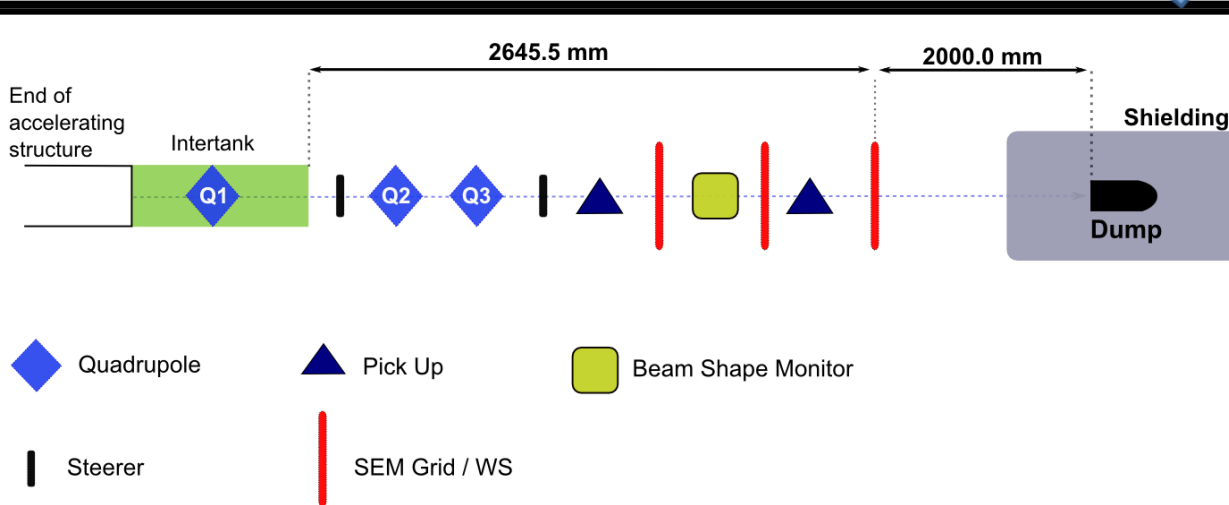 2645.5 mm
2000.0 mm
End of
accelerating
structure
Intertank
Shielding
Q1
Q2
Q3
Dump
Quadrupole
Pick Up
Beam Shape Monitor
Steerer
SEM Grid / WS